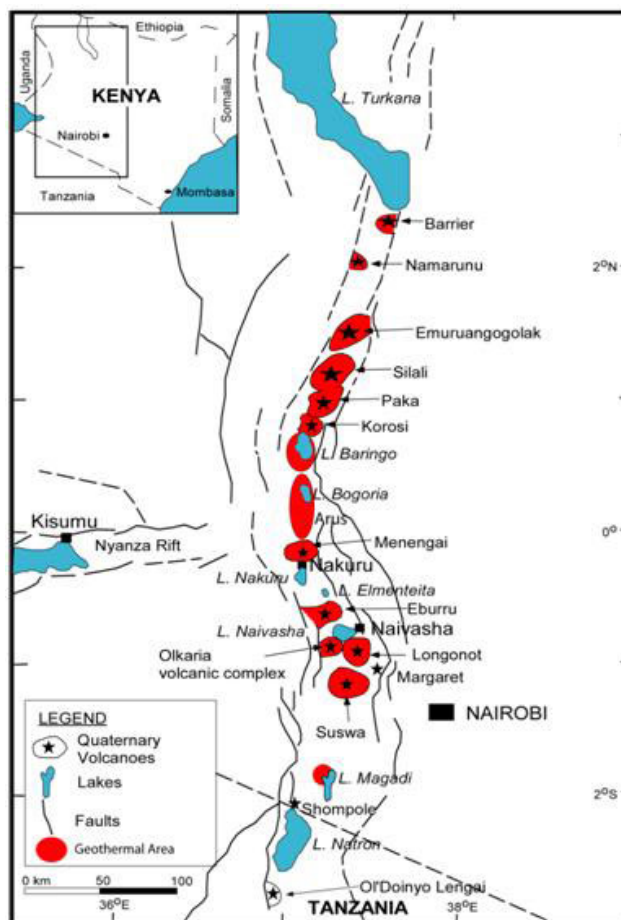 Ethiopia
Uganda
KENYA
Somalia
Nairobi
Tanzania
Mombasa
L. Turkana
Barrier
Namarunu
2°N
Emuruangogolak
Silali
Paka
Korosi
L. Baringo
L. Bogoria
Arus
Kisumu
Nyanza Rift
0°
Menengai
Nakuru
L. Nakuru
L. Elmenteita
Eburru
L. Naivasha
Naivasha
Olkaria
volcanic complex
Longonot
Margaret
NAIROBI
Suswa
LEGEND
Quaternary
Volcanoes
Lakes
Faults
Geothermal Area
0 km 50 100
L. Magadi
2°S
Shompole
L. Natron
Ol'Doinyo Lengai
36°E
TANZANIA
38°E